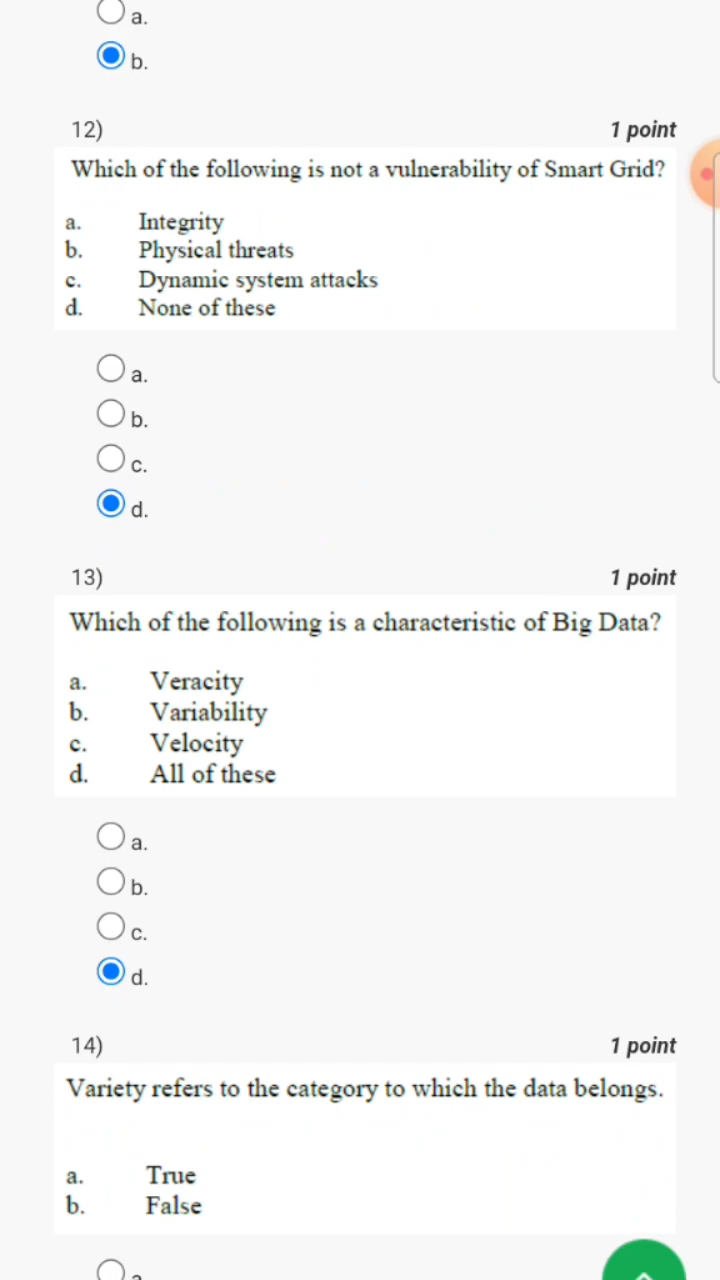 a.
b.
12) 1 point
Which of the following is not a vulnerability of Smart Grid?
a. Integrity
b. Physical threats
c. Dynamic system attacks
d. None of these
a.
b.
c.
d.
13) 1 point
Which of the following is a characteristic of Big Data?
a. Veracity
b. Variability
c. Velocity
d. All of these
a.
b.
c.
d.
14) 1 point
Variety refers to the category to which the data belongs.
a. True
b. False